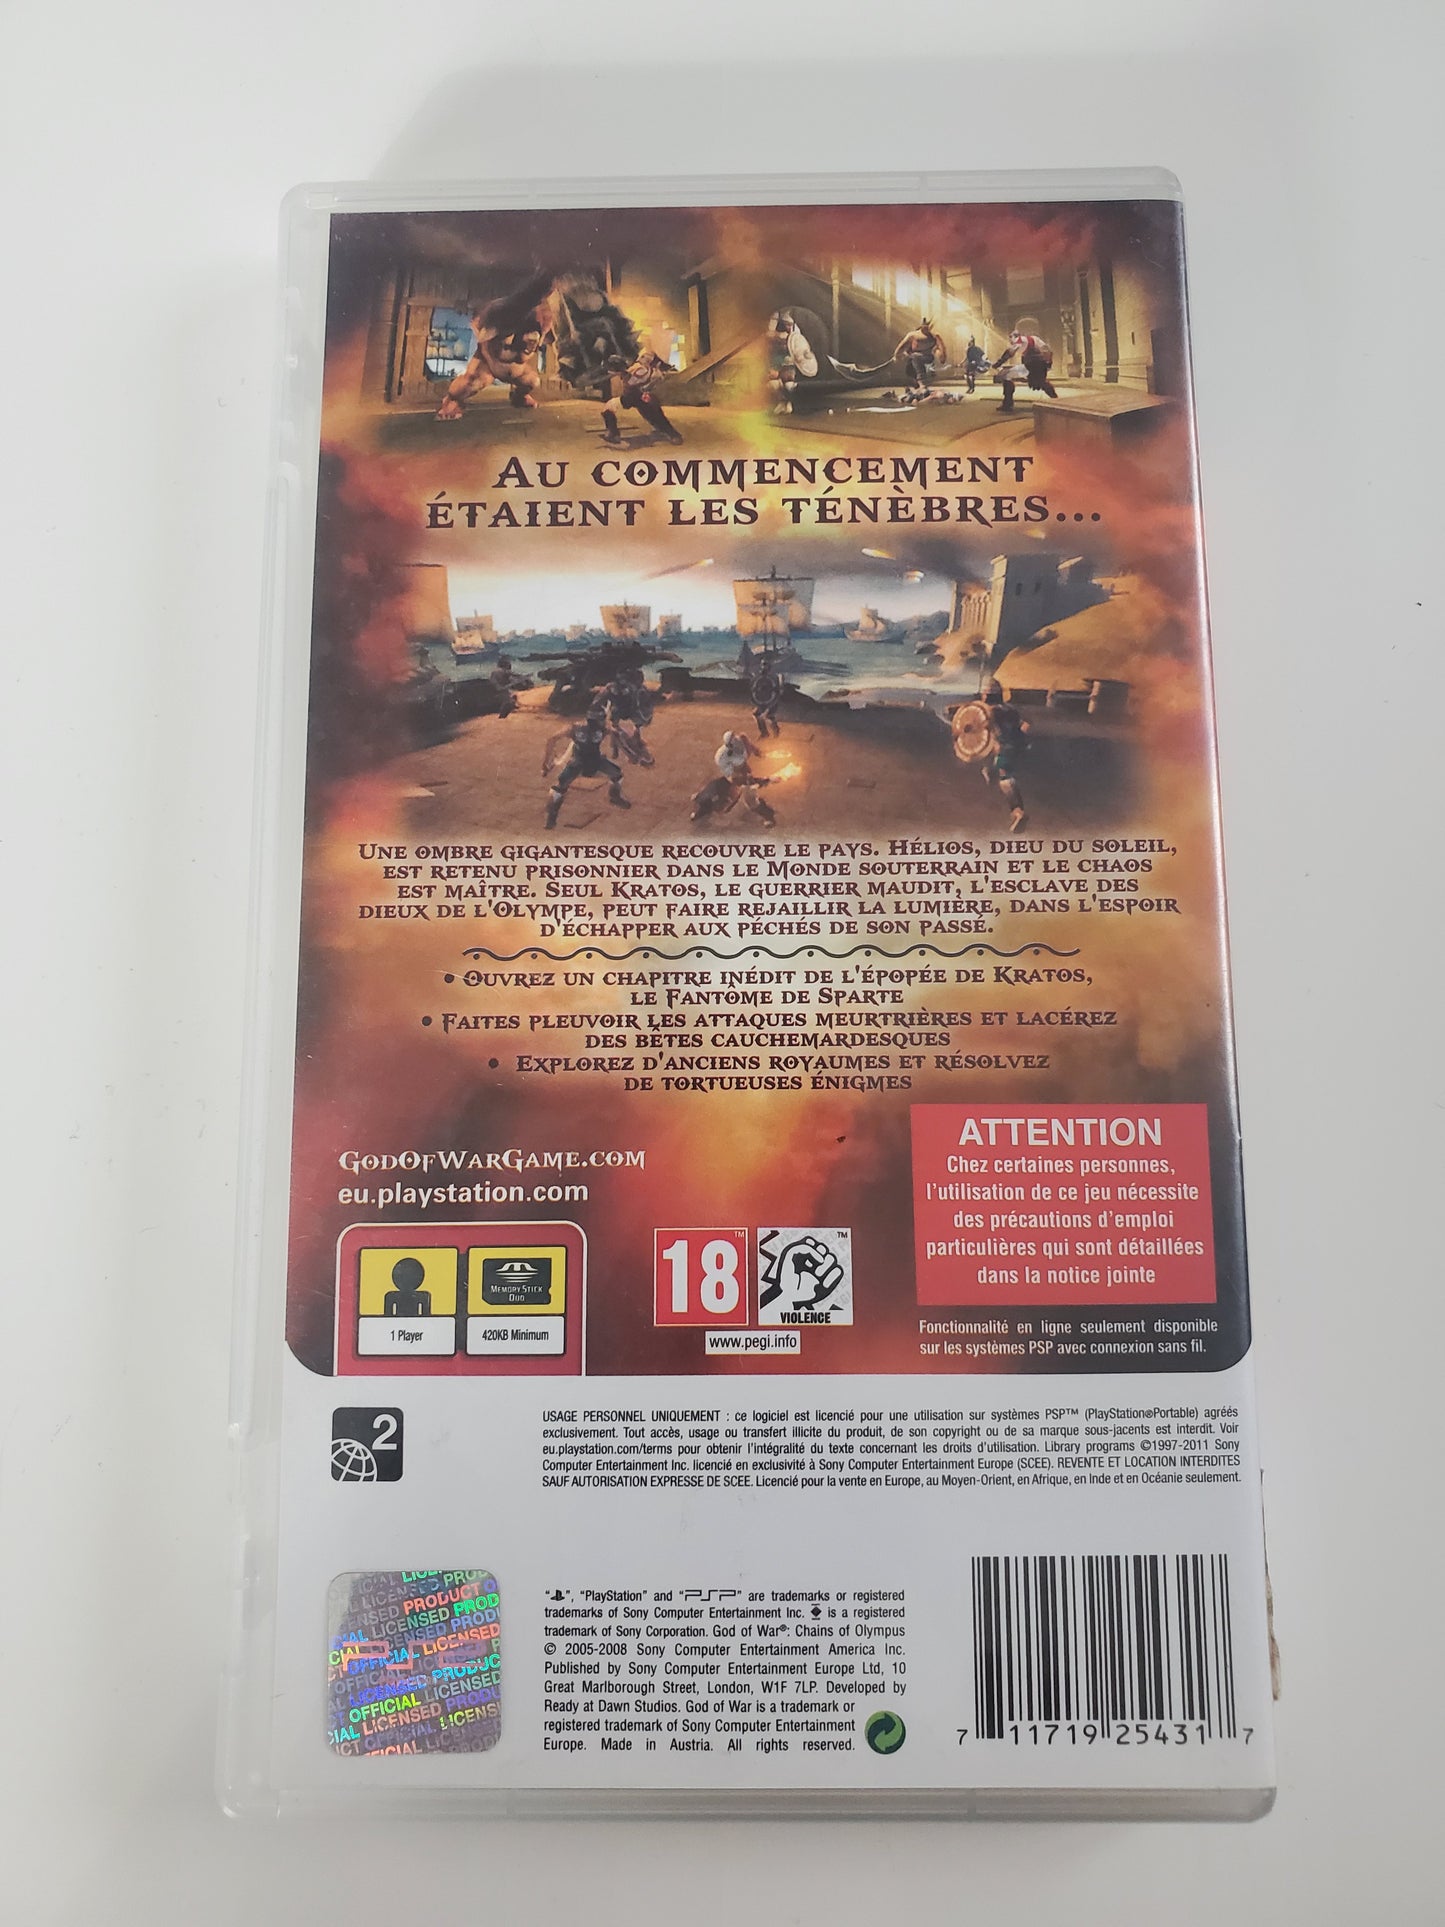 AU COMMENCEMENT
ÉTAIENT LES TÉNÈBRES...
UNE OMBRE GIGANTESQUE RECOUVRE LE PAYS. HÉLIOS, DIEU DU SOLEIL,
EST RETENU PRISONNIER DANS LE MONDE SOUTERRAIN ET LE CHAOS
EST MAÎTRE. SEUL KRATOS, LE GUERRIER MAUDIT, L'ESCLAVE DES
DIEUX DE L'OLYMPE, PEUT FAIRE REJAILLIR LA LUMIÈRE, DANS L'ESPOIR
D'ÉCHAPPER AUX PÉCHÉS DE SON PASSÉ.
• OUVREZ UN CHAPITRE INÉDIT DE L'ÉPOPÉE DE KRATOS,
LE FANTÔME DE SPARTE
• FAITES PLEUVOIR LES ATTAQUES MEURTRIÈRES ET LACÉREZ
DES BÊTES CAUCHEMARDESQUES
• EXPLOREZ D'ANCIENS ROYAUMES ET RÉSOLVEZ
DE TORTUEUSES ÉNIGMES
GODOFWARGAME.COM
eu.playstation.com
ATTENTION
Chez certaines personnes,
l'utilisation de ce jeu nécessite
des précautions d'emploi
particulières qui sont détaillées
dans la notice jointe
Fonctionnalité en ligne seulement disponible
sur les systèmes PSP avec connexion sans fil.
MEMORY STICK
DUO
1 Player
420KB Minimum
18™
™
VIOLENCE
www.pegi.info
2
USAGE PERSONNEL UNIQUEMENT : ce logiciel est licencié pour une utilisation sur systèmes PSP™ (PlayStation®Portable) agréés
exclusivement. Tout accès, usage ou transfert illicite du produit, de son copyright ou de sa marque sous-jacents est interdit. Voir
eu.playstation.com/terms pour obtenir l'intégralité du texte concernant les droits d'utilisation. Library programs ©1997-2011 Sony
Computer Entertainment Inc. licencié en exclusivité à Sony Computer Entertainment Europe (SCEE). REVENTE ET LOCATION INTERDITES
SAUF AUTORISATION EXPRESSE DE SCEE. Licencié pour la vente en Europe, au Moyen-Orient, en Afrique, en Inde et en Océanie seulement.
OFFICIAL LICENSED PRODUCT
PSP
"PS", "PlayStation" and "PSP" are trademarks or registered
trademarks of Sony Computer Entertainment Inc. is a registered
trademark of Sony Corporation. God of War®: Chains of Olympus
© 2005-2008 Sony Computer Entertainment America Inc.
Published by Sony Computer Entertainment Europe Ltd, 10
Great Marlborough Street, London, W1F 7LP. Developed by
Ready at Dawn Studios. God of War is a trademark or
registered trademark of Sony Computer Entertainment
Europe. Made in Austria. All rights reserved.
7 11719 25431 7